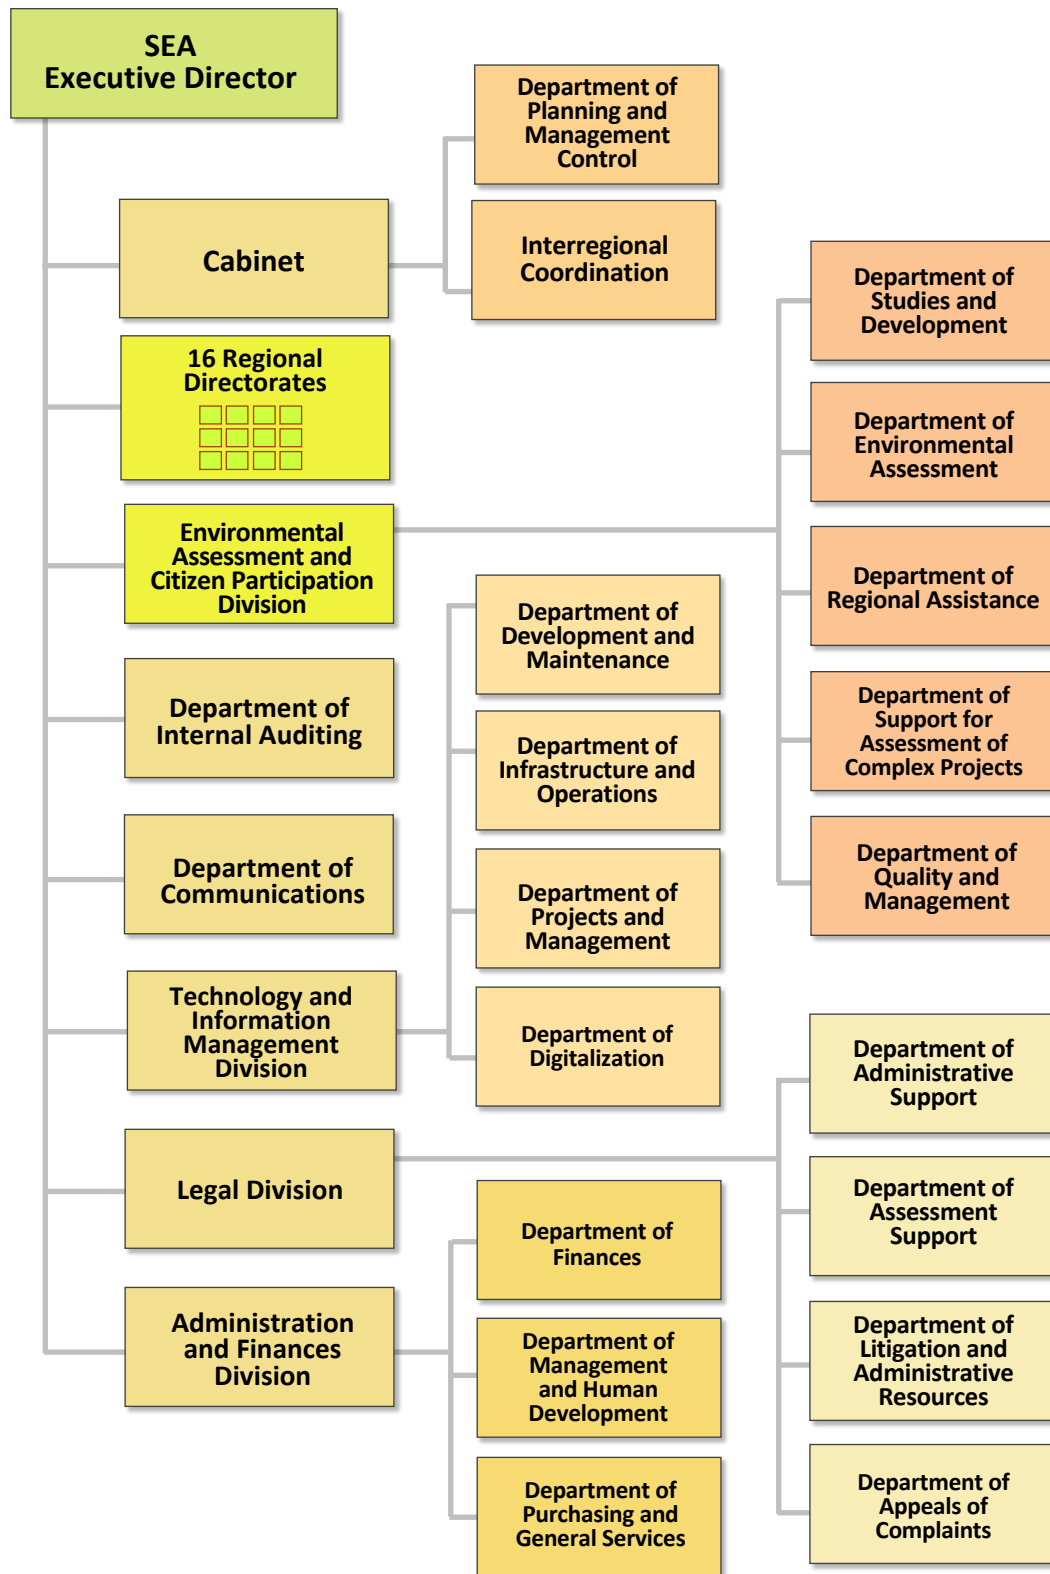 SEA
Executive Director
Department of
Planning and
Management
Control
Cabinet
Interregional
Coordination
Department of
Studies and
Development
16 Regional
Directorates
Department of
Environmental
Assessment
Environmental
Assessment and
Citizen Participation
Division
Department of
Regional Assistance
Department of
Development and
Maintenance
Department of
Internal Auditing
Department of
Support for
Assessment of
Complex Projects
Department of
Infrastructure and
Operations
Department of
Communications
Department of
Quality and
Management
Department of
Projects and
Management
Technology and
Information
Management
Division
Department of
Digitalization
Department of
Administrative
Support
Legal Division
Department of
Assessment
Support
Department of
Finances
Administration
and Finances
Division
Department of
Management
and Human
Development
Department of
Litigation and
Administrative
Resources
Department of
Purchasing and
General Services
Department of
Appeals of
Complaints